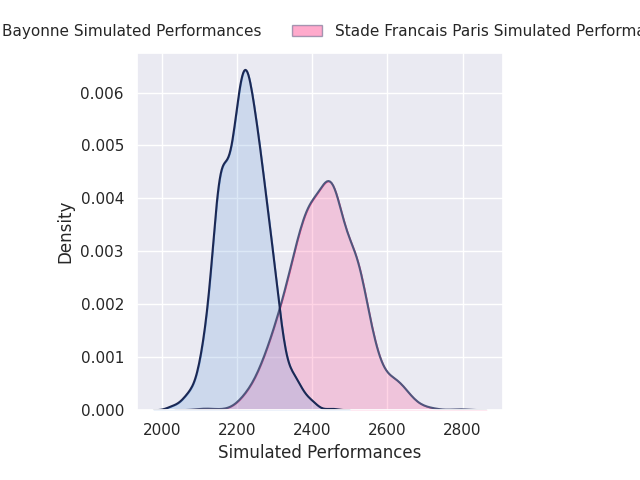 Bayonne Simulated Performances Stade Francais Paris Simulated Performa
0.006
0.005
0.004
0.003
0.002
0.001
0.000
Density
2000 2200 2400 2600 2800
Simulated Performances